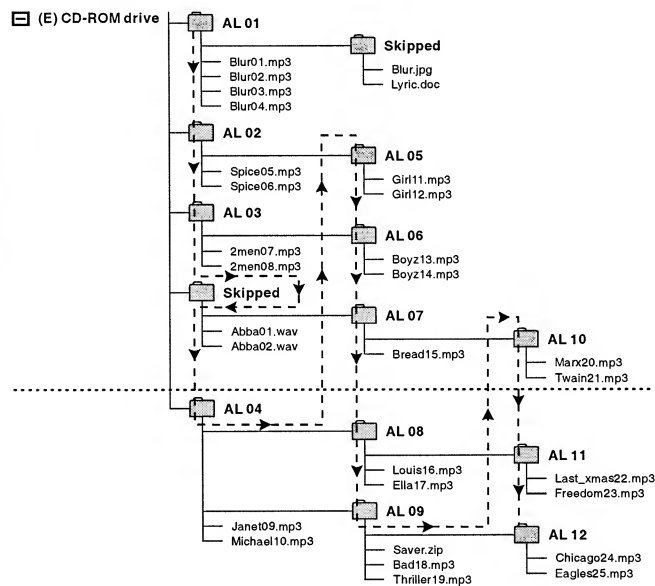 (E) CD-ROM drive
AL 01
Blur01.mp3
Blur02.mp3
Blur03.mp3
Blur04.mp3
Skipped
Blur.jpg
Lyric.doc
AL 02
Spice05.mp3
Spice06.mp3
AL 05
Girl11.mp3
Girl12.mp3
AL 03
2men07.mp3
2men08.mp3
AL 06
Boyz13.mp3
Boyz14.mp3
Skipped
Abba01.wav
Abba02.wav
AL 07
Bread15.mp3
AL 10
Marx20.mp3
Twain21.mp3
AL 04
Janet09.mp3
Michael10.mp3
AL 08
Louis16.mp3
Ella17.mp3
AL 11
Last_xmas22.mp3
Freedom23.mp3
AL 09
Saver.zip
Bad18.mp3
Thriller19.mp3
AL 12
Chicago24.mp3
Eagles25.mp3